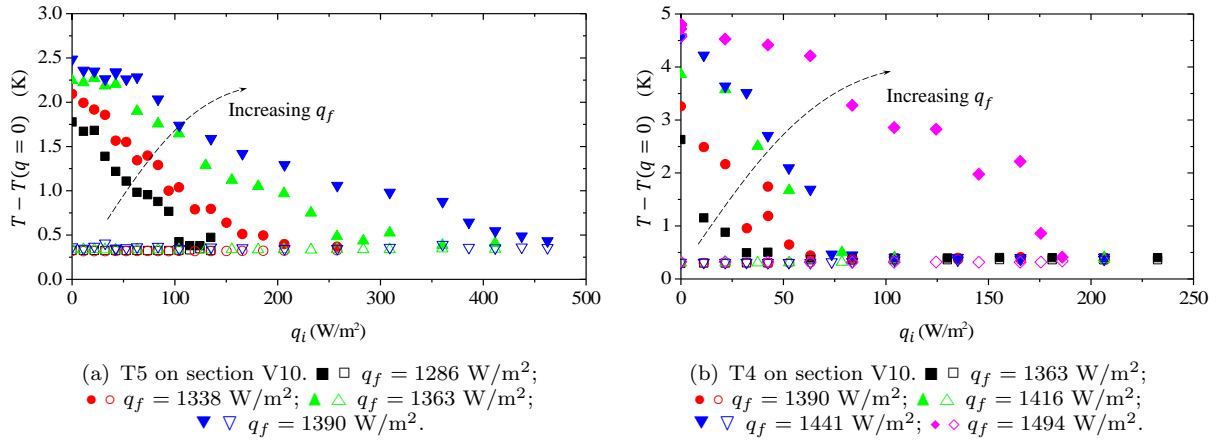 3.0
2.5
2.0
1.5
1.0
0.5
0.0
T − T(q = 0) (K)
Increasing q_f
0 100 200 300 400 500
q_i (W/m²)
5
4
3
2
1
0
T − T(q = 0) (K)
Increasing q_f
0 50 100 150 200 250
q_i (W/m²)
(a) T5 on section V10. ■ □ q_f = 1286 W/m²;
● ○ q_f = 1338 W/m²; ▲ △ q_f = 1363 W/m²;
▼ ▽ q_f = 1390 W/m².
(b) T4 on section V10. ■ □ q_f = 1363 W/m²;
● ○ q_f = 1390 W/m²; ▲ △ q_f = 1416 W/m²;
▼ ▽ q_f = 1441 W/m²; ◆ ◇ q_f = 1494 W/m².